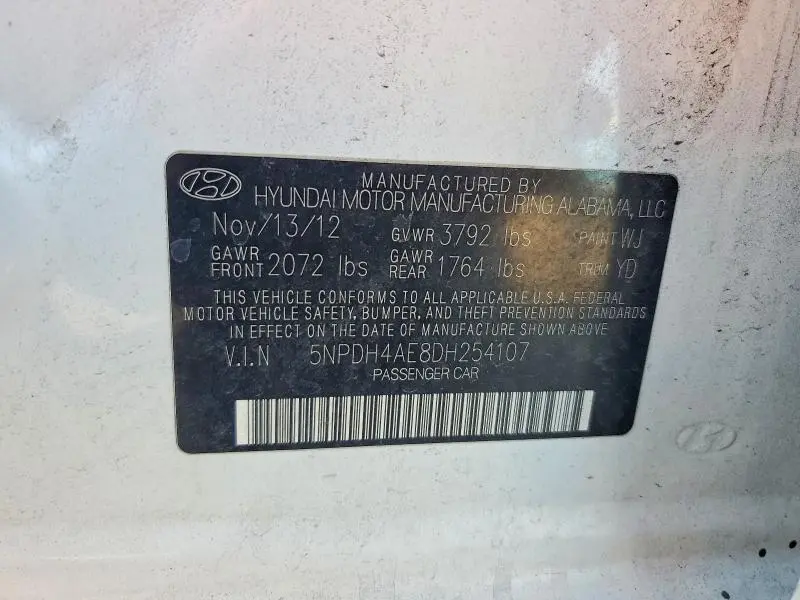 MANUFACTURED BY
HYUNDAI MOTOR MANUFACTURING ALABAMA, LLC
Nov/13/12 GVWR 3792 lbs PAINT WJ
GAWR FRONT 2072 lbs GAWR REAR 1764 lbs TRIM YD
THIS VEHICLE CONFORMS TO ALL APPLICABLE U.S.A. FEDERAL
MOTOR VEHICLE SAFETY, BUMPER, AND THEFT PREVENTION STANDARDS
IN EFFECT ON THE DATE OF MANUFACTURE SHOWN ABOVE.
V.I.N 5NPDH4AE8DH254107
PASSENGER CAR